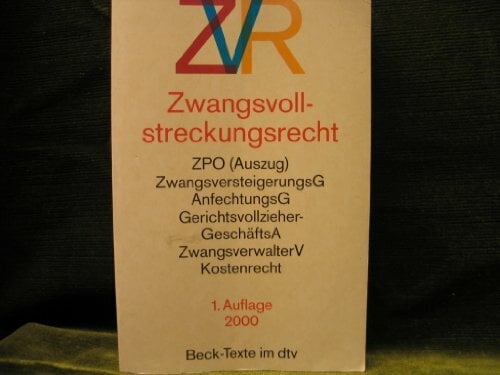 ZVR
Zwangsvoll-
streckungsrecht
ZPO (Auszug)
ZwangsversteigerungsG
AnfechtungsG
Gerichtsvollzieher-
GeschäftsA
ZwangsverwalterV
Kostenrecht
1. Auflage
2000
Beck-Texte im dtv